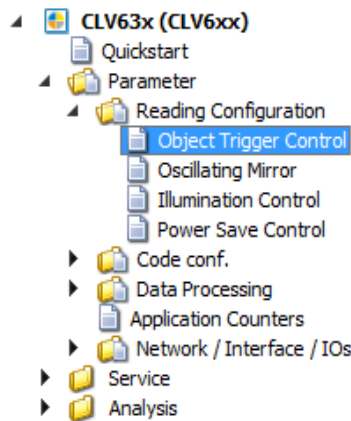 CLV63x (CLV6xx)
Quickstart
Parameter
Reading Configuration
Object Trigger Control
Oscillating Mirror
Illumination Control
Power Save Control
Code conf.
Data Processing
Application Counters
Network / Interface / IOs
Service
Analysis